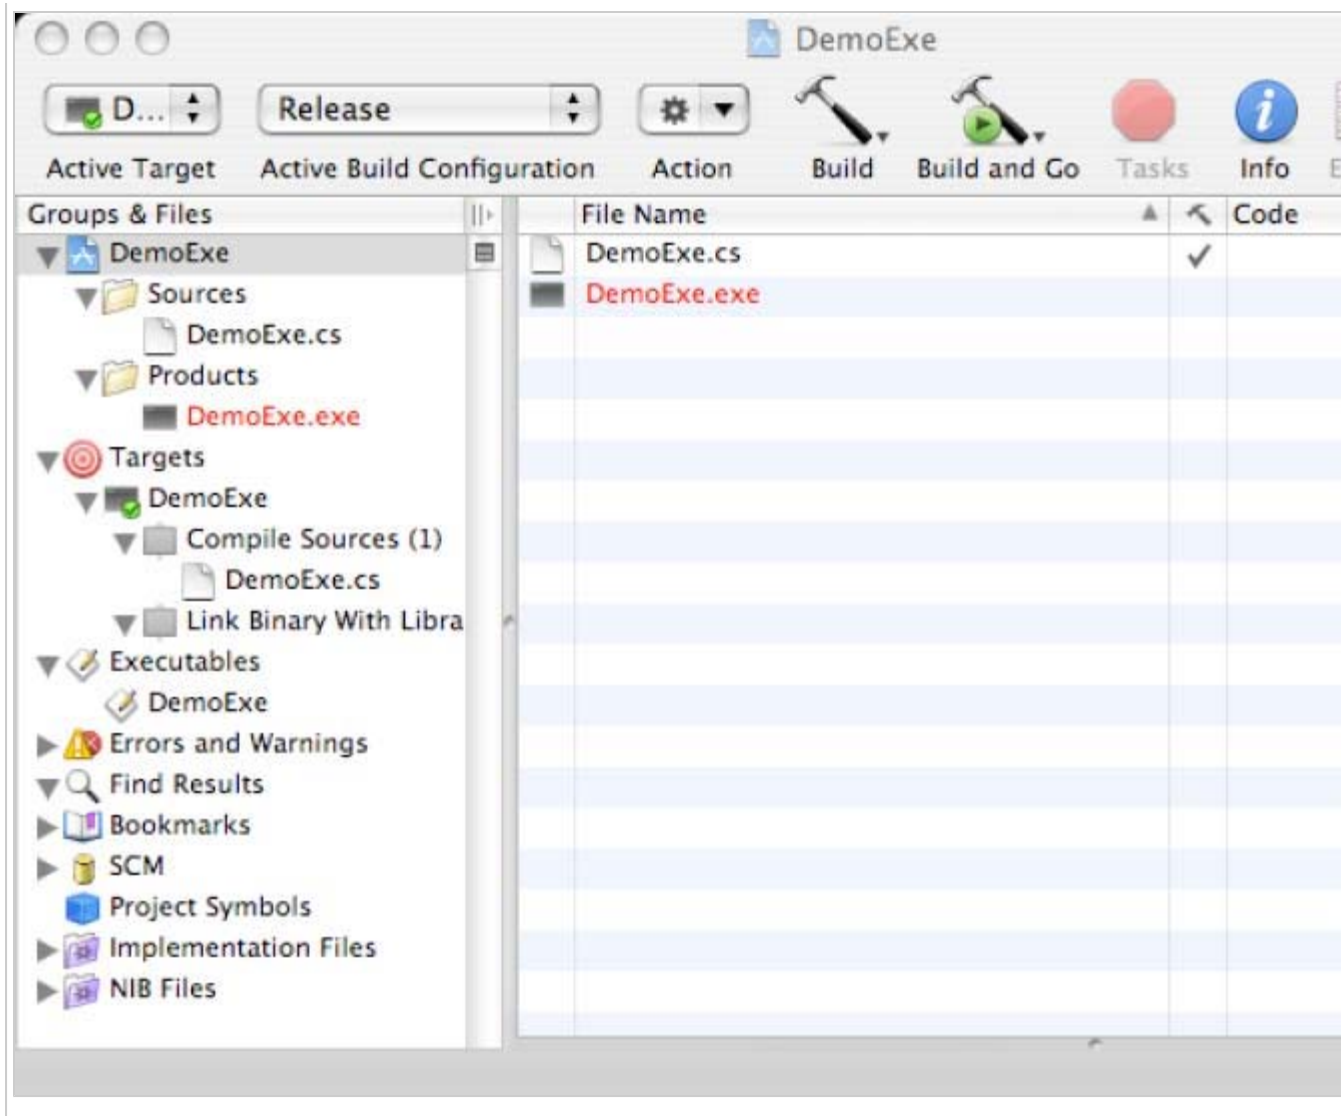 DemoExe
D...
Release
Active Target
Active Build Configuration
Action
Build
Build and Go
Tasks
Info
Groups & Files
File Name
Code
DemoExe
DemoExe.cs
Sources
DemoExe.exe
DemoExe.cs
Products
DemoExe.exe
Targets
DemoExe
Compile Sources (1)
DemoExe.cs
Link Binary With Libra
Executables
DemoExe
Errors and Warnings
Find Results
Bookmarks
SCM
Project Symbols
Implementation Files
NIB Files